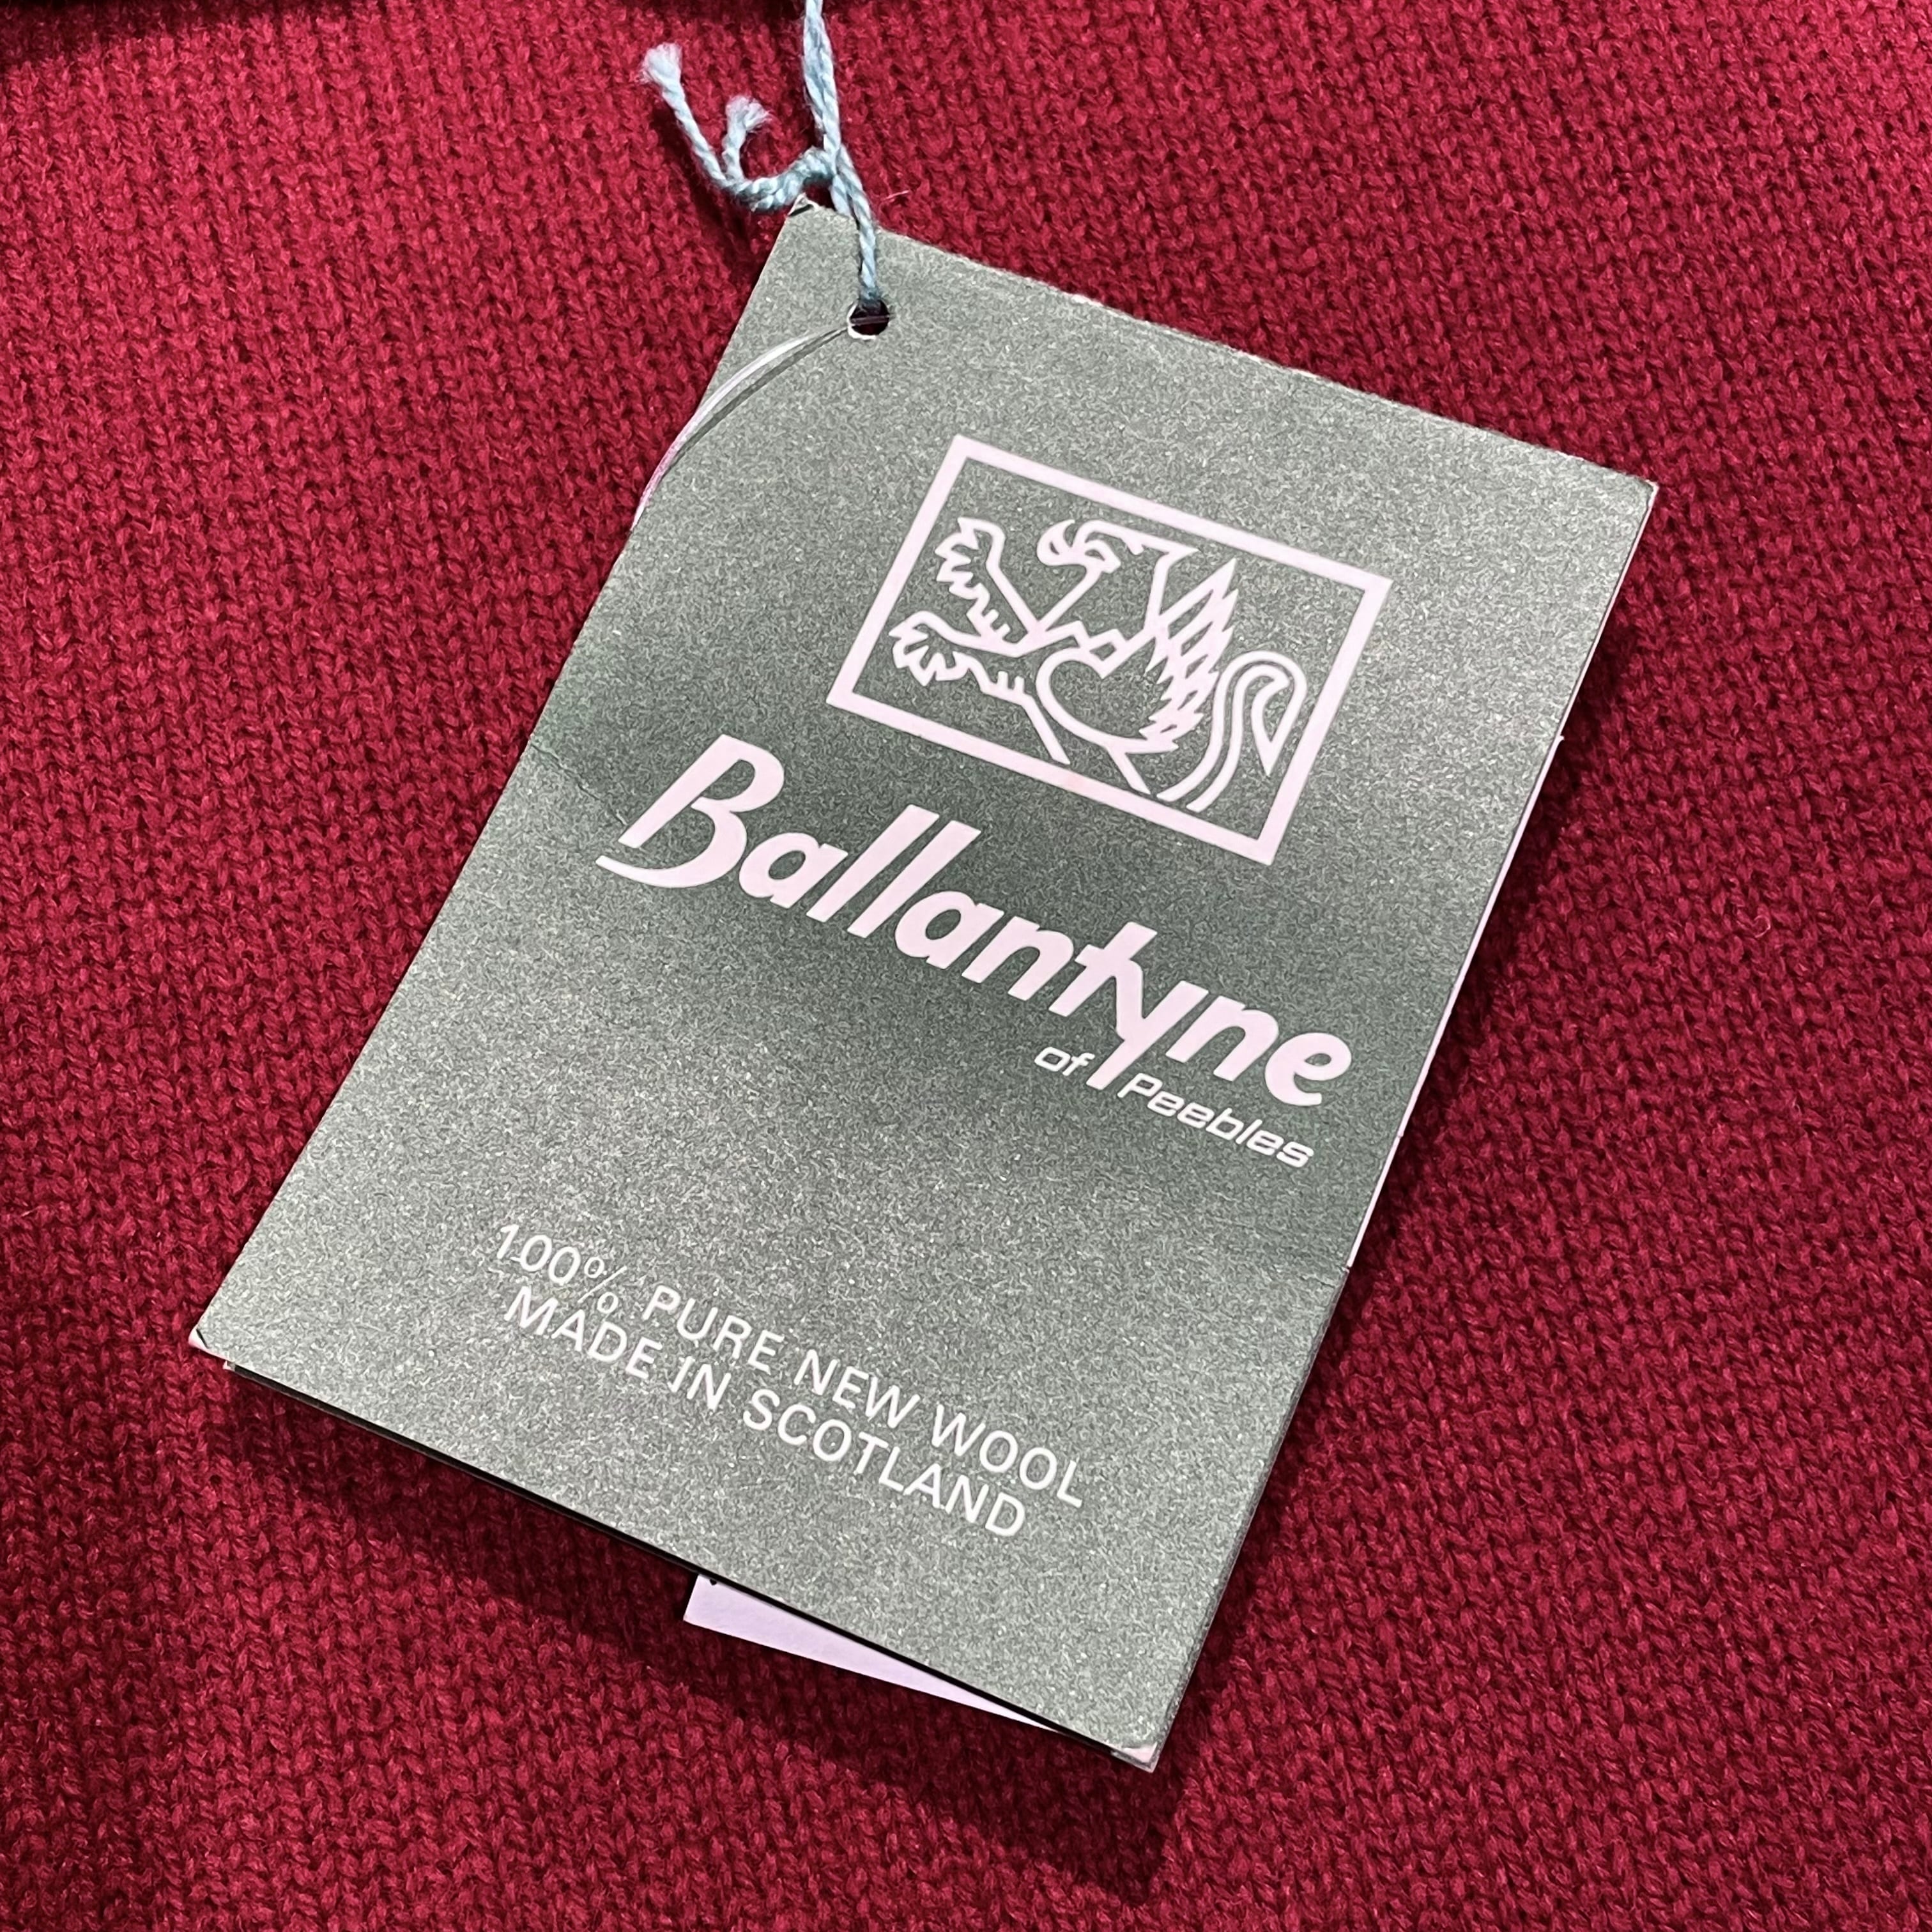 Ballantyne
of Peebles
100% PURE NEW WOOL
MADE IN SCOTLAND